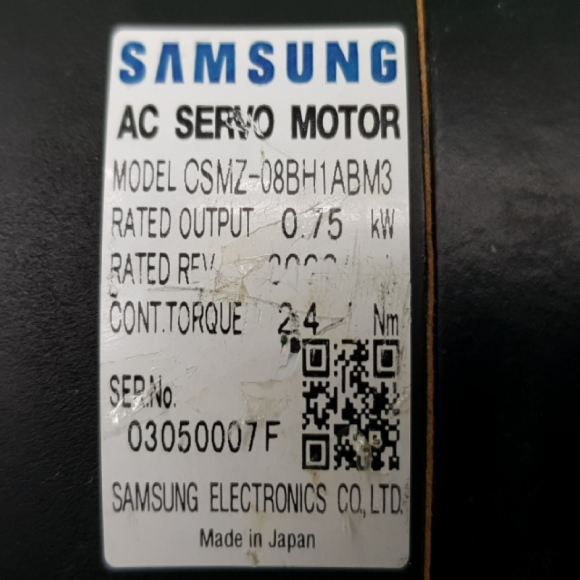 SAMSUNG
AC SERVO MOTOR
MODEL CSMZ-08BH1ABM3
RATED OUTPUT 0.75 kW
RATED REV
CONT.TORQUE 2.4 Nm
SER.No.
03050007F
SAMSUNG ELECTRONICS CO., LTD.
Made in Japan